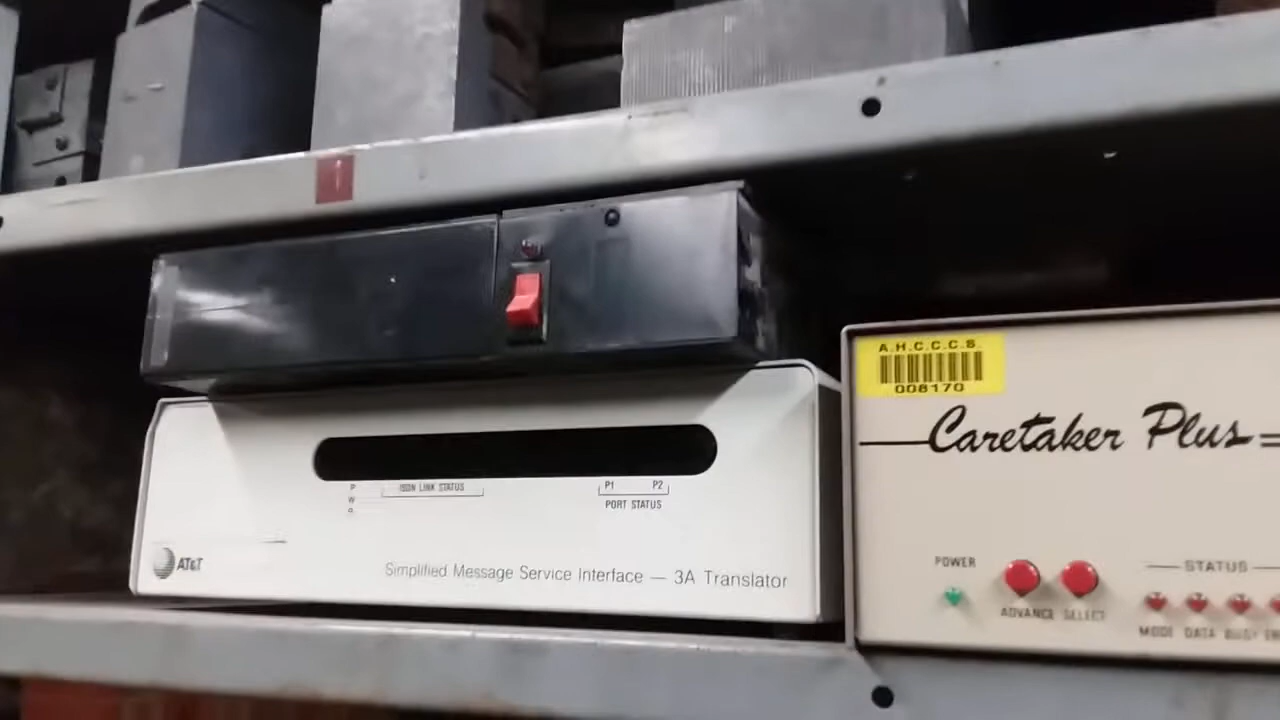 P
W
R
ISDN LINK STATUS
P1 P2
PORT STATUS
AT&T
Simplified Message Service Interface — 3A Translator
A.H.C.C.C.S.
008170
Caretaker Plus
POWER
ADVANCE SELECT
STATUS
MODE DATA BUSY